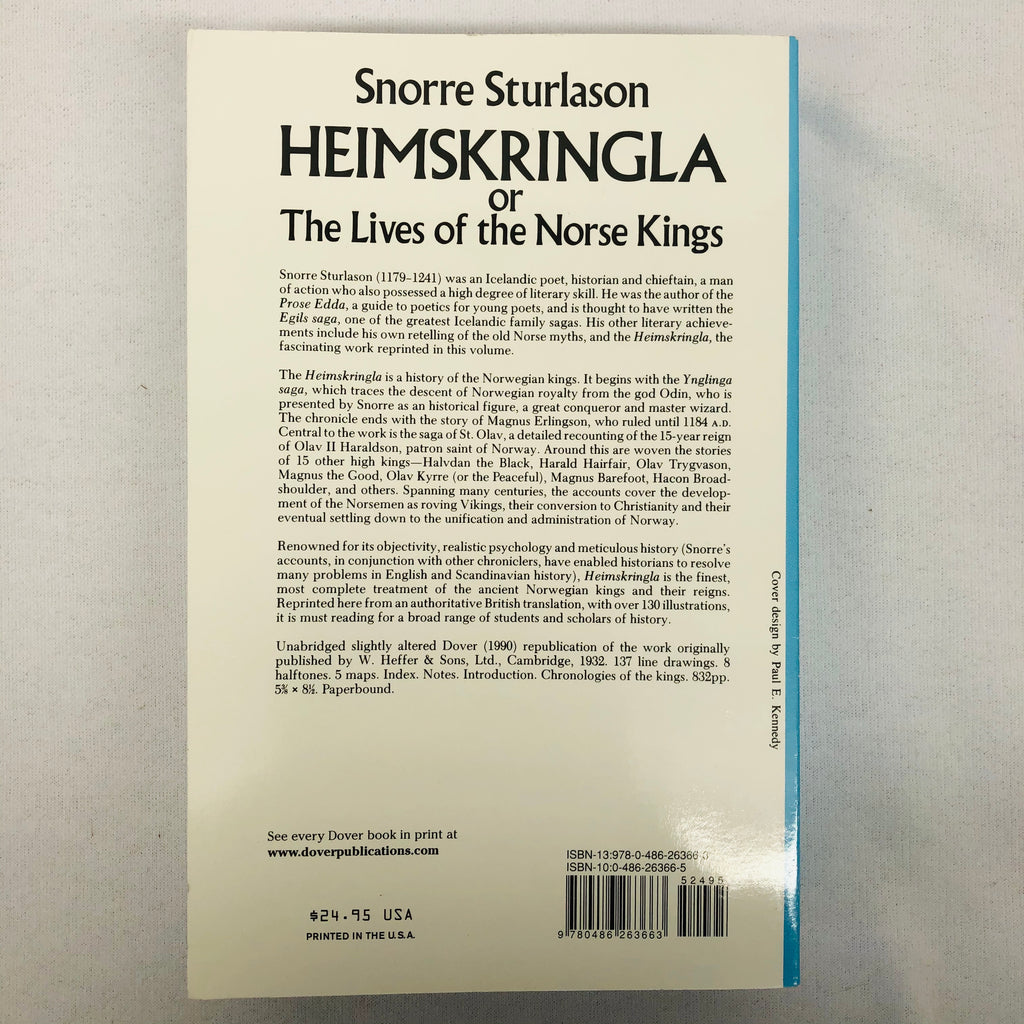 Snorre Sturlason
HEIMSKRINGLA
or
The Lives of the Norse Kings
Snorre Sturlason (1179–1241) was an Icelandic poet, historian and chieftain, a man
of action who also possessed a high degree of literary skill. He was the author of the
Prose Edda, a guide to poetics for young poets, and is thought to have written the
Egils saga, one of the greatest Icelandic family sagas. His other literary achieve-
ments include his own retelling of the old Norse myths, and the Heimskringla, the
fascinating work reprinted in this volume.
The Heimskringla is a history of the Norwegian kings. It begins with the Ynglinga
saga, which traces the descent of Norwegian royalty from the god Odin, who is
presented by Snorre as an historical figure, a great conqueror and master wizard.
The chronicle ends with the story of Magnus Erlingson, who ruled until 1184 A.D.
Central to the work is the saga of St. Olav, a detailed recounting of the 15-year reign
of Olav II Haraldson, patron saint of Norway. Around this are woven the stories
of 15 other high kings—Halvdan the Black, Harald Hairfair, Olav Trygvason,
Magnus the Good, Olav Kyrre (or the Peaceful), Magnus Barefoot, Hacon Broad-
shoulder, and others. Spanning many centuries, the accounts cover the develop-
ment of the Norsemen as roving Vikings, their conversion to Christianity and their
eventual settling down to the unification and administration of Norway.
Renowned for its objectivity, realistic psychology and meticulous history (Snorre's
accounts, in conjunction with other chroniclers, have enabled historians to resolve
many problems in English and Scandinavian history), Heimskringla is the finest,
most complete treatment of the ancient Norwegian kings and their reigns.
Reprinted here from an authoritative British translation, with over 130 illustrations,
it is must reading for a broad range of students and scholars of history.
Unabridged slightly altered Dover (1990) republication of the work originally
published by W. Heffer & Sons, Ltd., Cambridge, 1932. 137 line drawings. 8
halftones. 5 maps. Index. Notes. Introduction. Chronologies of the kings. 832pp.
5⅜ × 8½. Paperbound.
Cover design by Paul E. Kennedy
See every Dover book in print at
www.doverpublications.com
$24.95 USA
PRINTED IN THE U.S.A.
ISBN-13:978-0-486-26366-3
ISBN-10:0-486-26366-5
52495
9 780486 263663